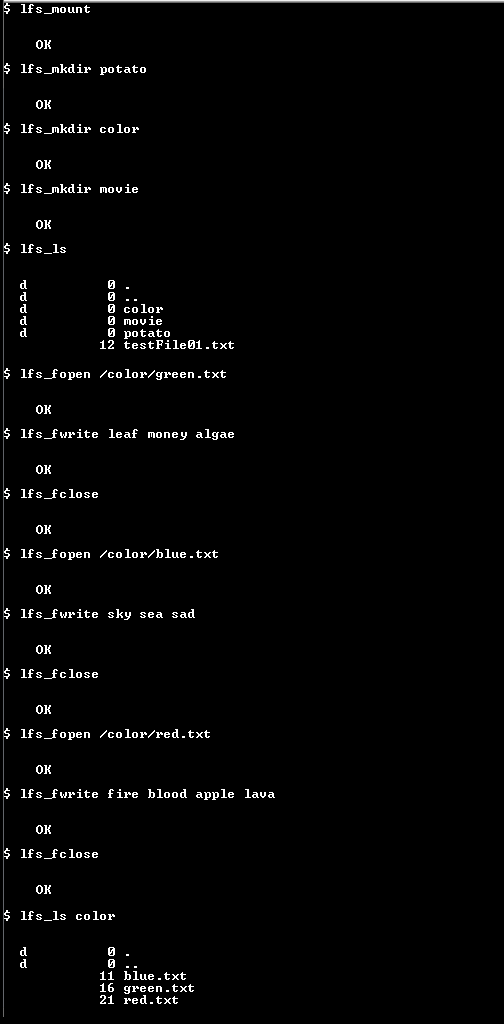 $ lfs_mount
OK
$ lfs_mkdir potato
OK
$ lfs_mkdir color
OK
$ lfs_mkdir movie
OK
$ lfs_ls
d          0 .
d          0 ..
d          0 color
d          0 movie
d          0 potato
12 testFile01.txt
$ lfs_fopen /color/green.txt
OK
$ lfs_fwrite leaf money algae
OK
$ lfs_fclose
OK
$ lfs_fopen /color/blue.txt
OK
$ lfs_fwrite sky sea sad
OK
$ lfs_fclose
OK
$ lfs_fopen /color/red.txt
OK
$ lfs_fwrite fire blood apple lava
OK
$ lfs_fclose
OK
$ lfs_ls color
d          0 .
d          0 ..
11 blue.txt
16 green.txt
21 red.txt